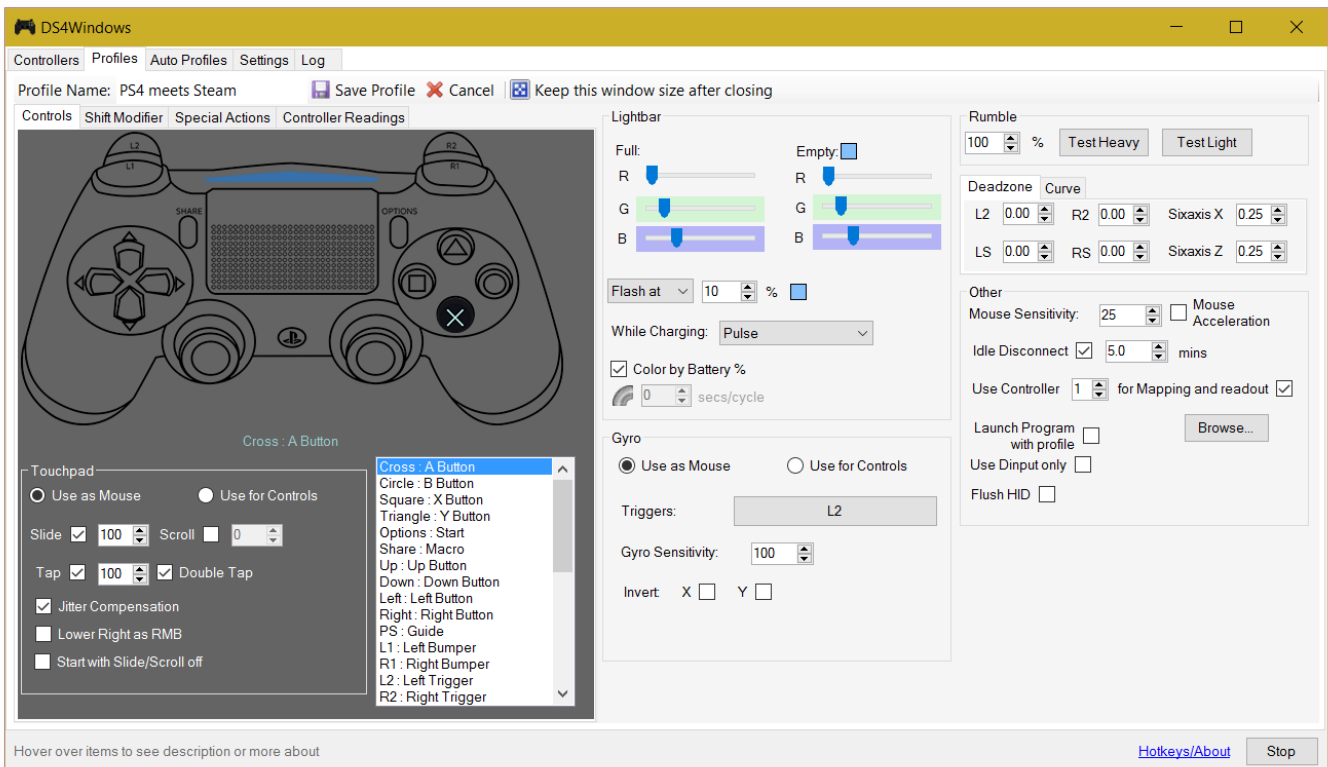 DS4Windows
Controllers Profiles Auto Profiles Settings Log
Profile Name: PS4 meets Steam Save Profile Cancel Keep this window size after closing
Controls Shift Modifier Special Actions Controller Readings
L2 R2
L1 R1
SHARE OPTIONS
Cross : A Button
Touchpad
Use as Mouse Use for Controls
Slide 100 Scroll 0
Tap 100 Double Tap
Jitter Compensation
Lower Right as RMB
Start with Slide/Scroll off
Cross : A Button
Circle : B Button
Square : X Button
Triangle : Y Button
Options : Start
Share : Macro
Up : Up Button
Down : Down Button
Left : Left Button
Right : Right Button
PS : Guide
L1 : Left Bumper
R1 : Right Bumper
L2 : Left Trigger
R2 : Right Trigger
Lightbar
Full: Empty:
R R
G G
B B
Flash at 10 %
While Charging: Pulse
Color by Battery %
0 secs/cycle
Gyro
Use as Mouse Use for Controls
Triggers: L2
Gyro Sensitivity: 100
Invert X Y
Rumble
100 % Test Heavy Test Light
Deadzone Curve
L2 0.00 R2 0.00 Sixaxis X 0.25
LS 0.00 RS 0.00 Sixaxis Z 0.25
Other
Mouse Sensitivity: 25 Mouse
Acceleration
Idle Disconnect 5.0 mins
Use Controller 1 for Mapping and readout
Launch Program
with profile
Browse...
Use Dinput only
Flush HID
Hover over items to see description or more about Hotkeys/About Stop